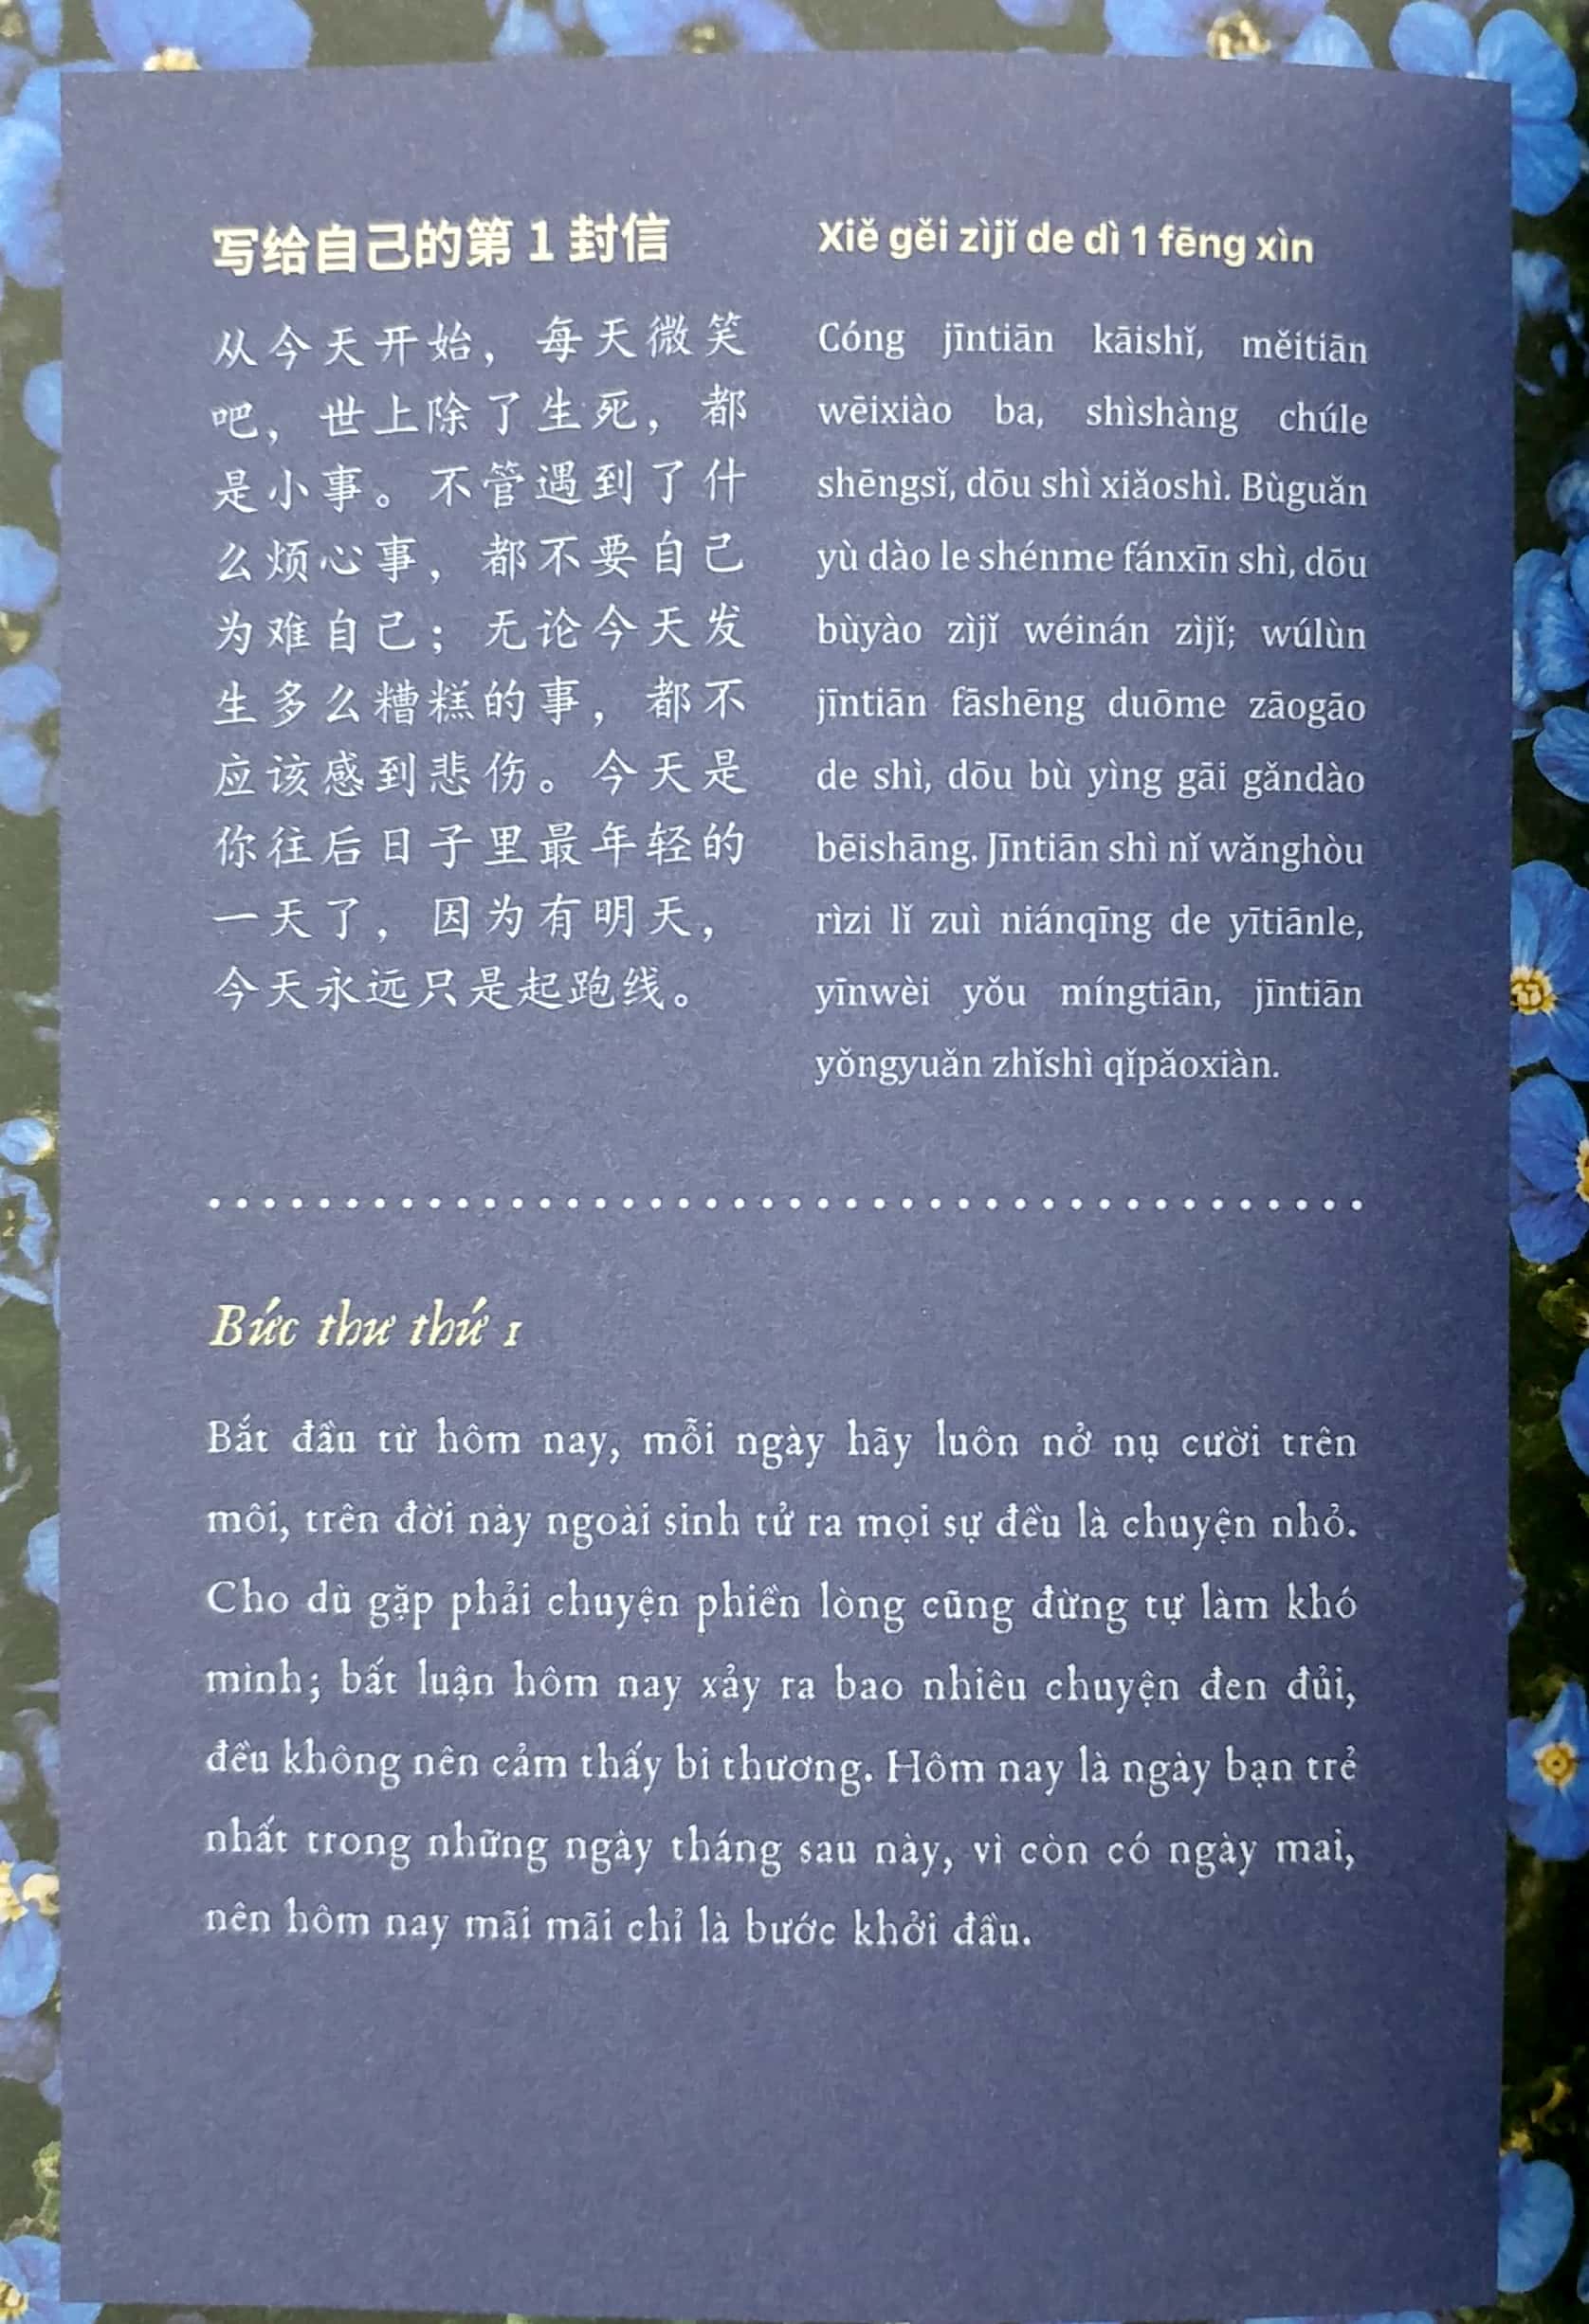 写给自己的第 1 封信
从今天开始，每天微笑
吧，世上除了生死，都
是小事。不管遇到了什
么烦心事，都不要自己
为难自己；无论今天发
生多么糟糕的事，都不
应该感到悲伤。今天是
你往后日子里最年轻的
一天了，因为有明天，
今天永远只是起跑线。
Xiě gěi zìjǐ de dì 1 fēng xìn
Cóng jīntiān kāishǐ, měitiān
wēixiào ba, shìshàng chúle
shēngsǐ, dōu shì xiǎoshì. Bùguǎn
yù dào le shénme fánxīn shì, dōu
bùyào zìjǐ wéinán zìjǐ; wúlùn
jīntiān fāshēng duōme zāogāo
de shì, dōu bù yìng gāi gǎndào
bēishāng. Jīntiān shì nǐ wǎnghòu
rìzi lǐ zuì niánqīng de yītiānle,
yīnwèi yǒu míngtiān, jīntiān
yǒngyuǎn zhǐshì qǐpǎoxiàn.
Bức thư thứ 1
Bắt đầu từ hôm nay, mỗi ngày hãy luôn nở nụ cười trên
môi, trên đời này ngoài sinh tử ra mọi sự đều là chuyện nhỏ.
Cho dù gặp phải chuyện phiền lòng cũng đừng tự làm khó
mình; bất luận hôm nay xảy ra bao nhiêu chuyện đen đủi,
đều không nên cảm thấy bi thương. Hôm nay là ngày bạn trẻ
nhất trong những ngày tháng sau này, vì còn có ngày mai,
nên hôm nay mãi mãi chỉ là bước khởi đầu.